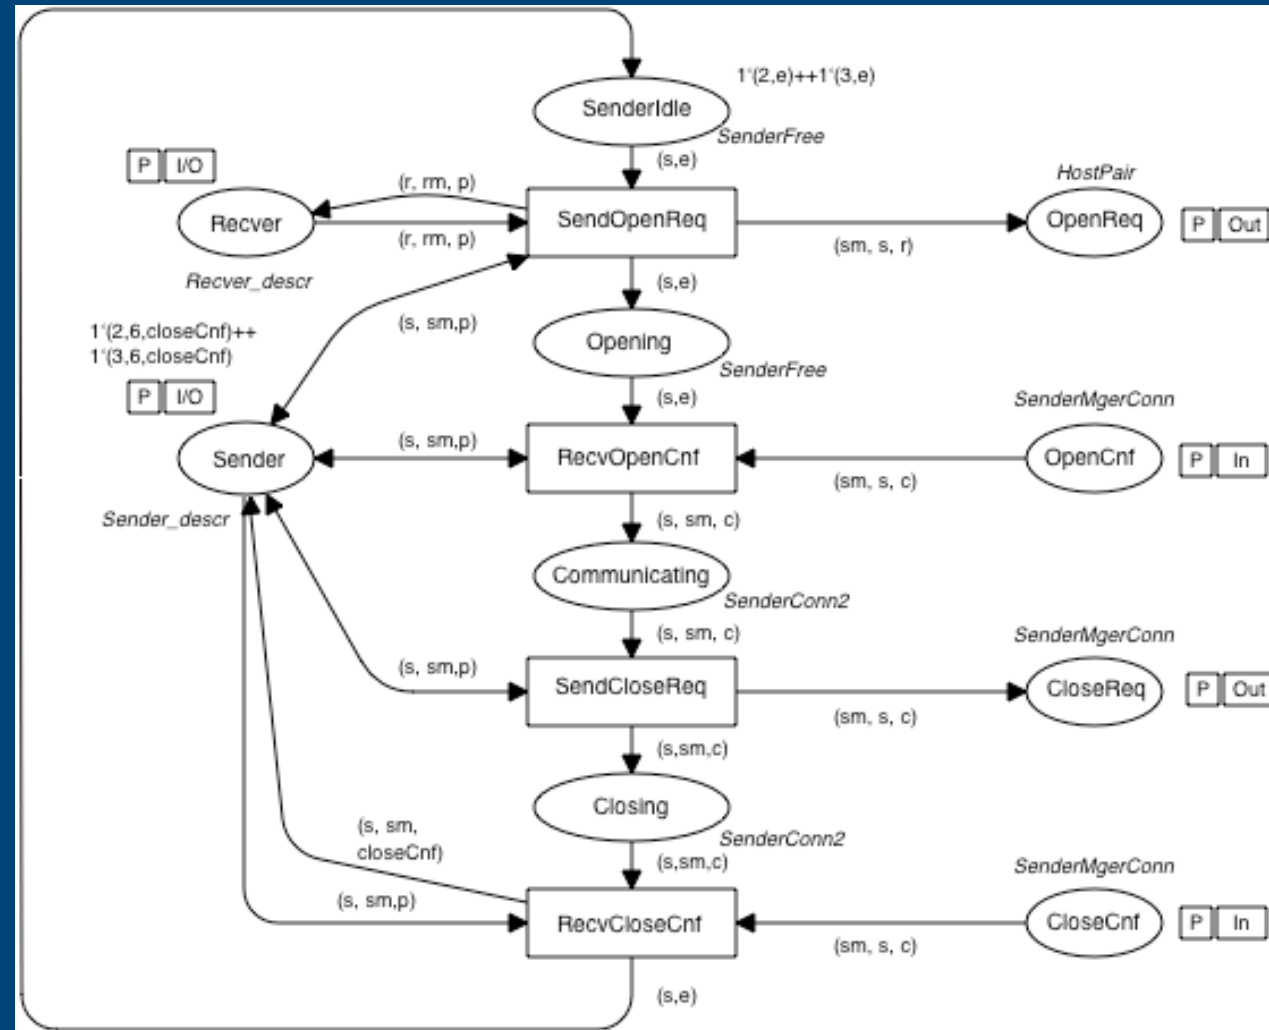 1`(2,e)++1`(3,e)
SenderIdle
SenderFree
(s,e)
P I/O
(r, rm, p)
HostPair
Recver
SendOpenReq
OpenReq
P Out
(r, rm, p)
(sm, s, r)
Recver_descr
(s,e)
1`(2,6,closeCnf)++
1`(3,6,closeCnf)
(s, sm,p)
Opening
SenderFree
P I/O
(s,e)
SenderMgerConn
(s, sm,p)
Sender
RecvOpenCnf
OpenCnf
P In
(sm, s, c)
Sender_descr
(s, sm, c)
Communicating
SenderConn2
(s, sm, c)
SenderMgerConn
(s, sm,p)
SendCloseReq
CloseReq
P Out
(sm, s, c)
(s,sm,c)
Closing
(s, sm,
closeCnf)
SenderConn2
(s,sm,c)
SenderMgerConn
(s, sm,p)
RecvCloseCnf
CloseCnf
P In
(sm, s, c)
(s,e)